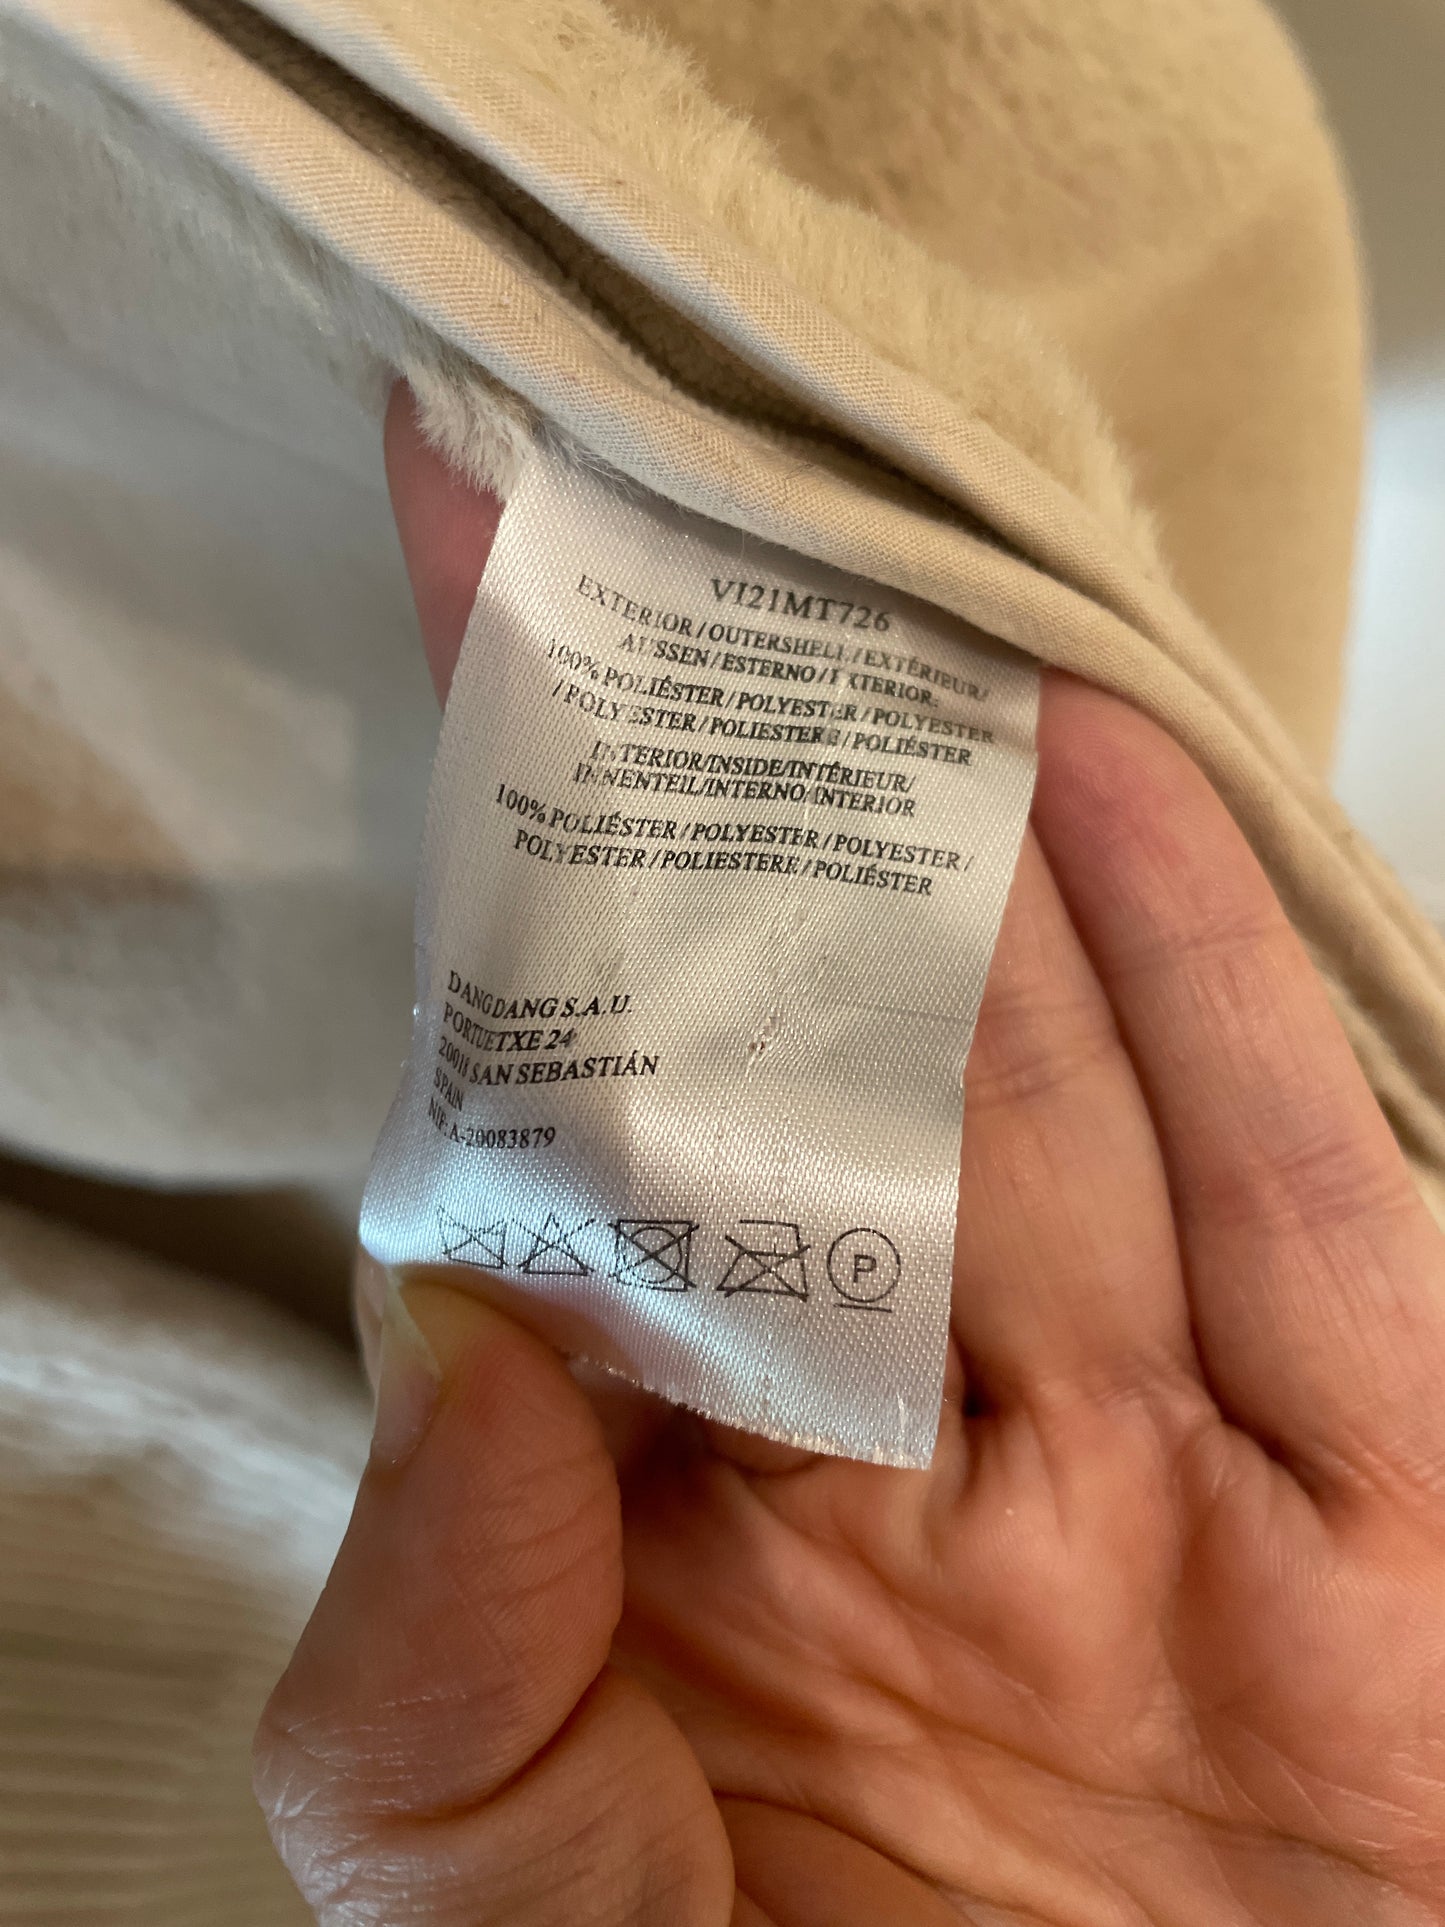 VI21MT726
EXTERIOR/OUTERSHELL/EXTÉRIEUR/
AUSSEN/ESTERNO/EXTERIOR:
100% POLIÉSTER/POLYESTER/POLYESTER
/POLYESTER/POLIESTERE/POLIÉSTER
INTERIOR/INSIDE/INTÉRIEUR/
INNENTEIL/INTERNO/INTERIOR
100% POLIÉSTER/POLYESTER/POLYESTER/
POLYESTER/POLIESTERE/POLIÉSTER
DANGDANG S.A.U.
PORTUETXE 24
20018 SAN SEBASTIÁN
SPAIN
NIF: A-20083879
P